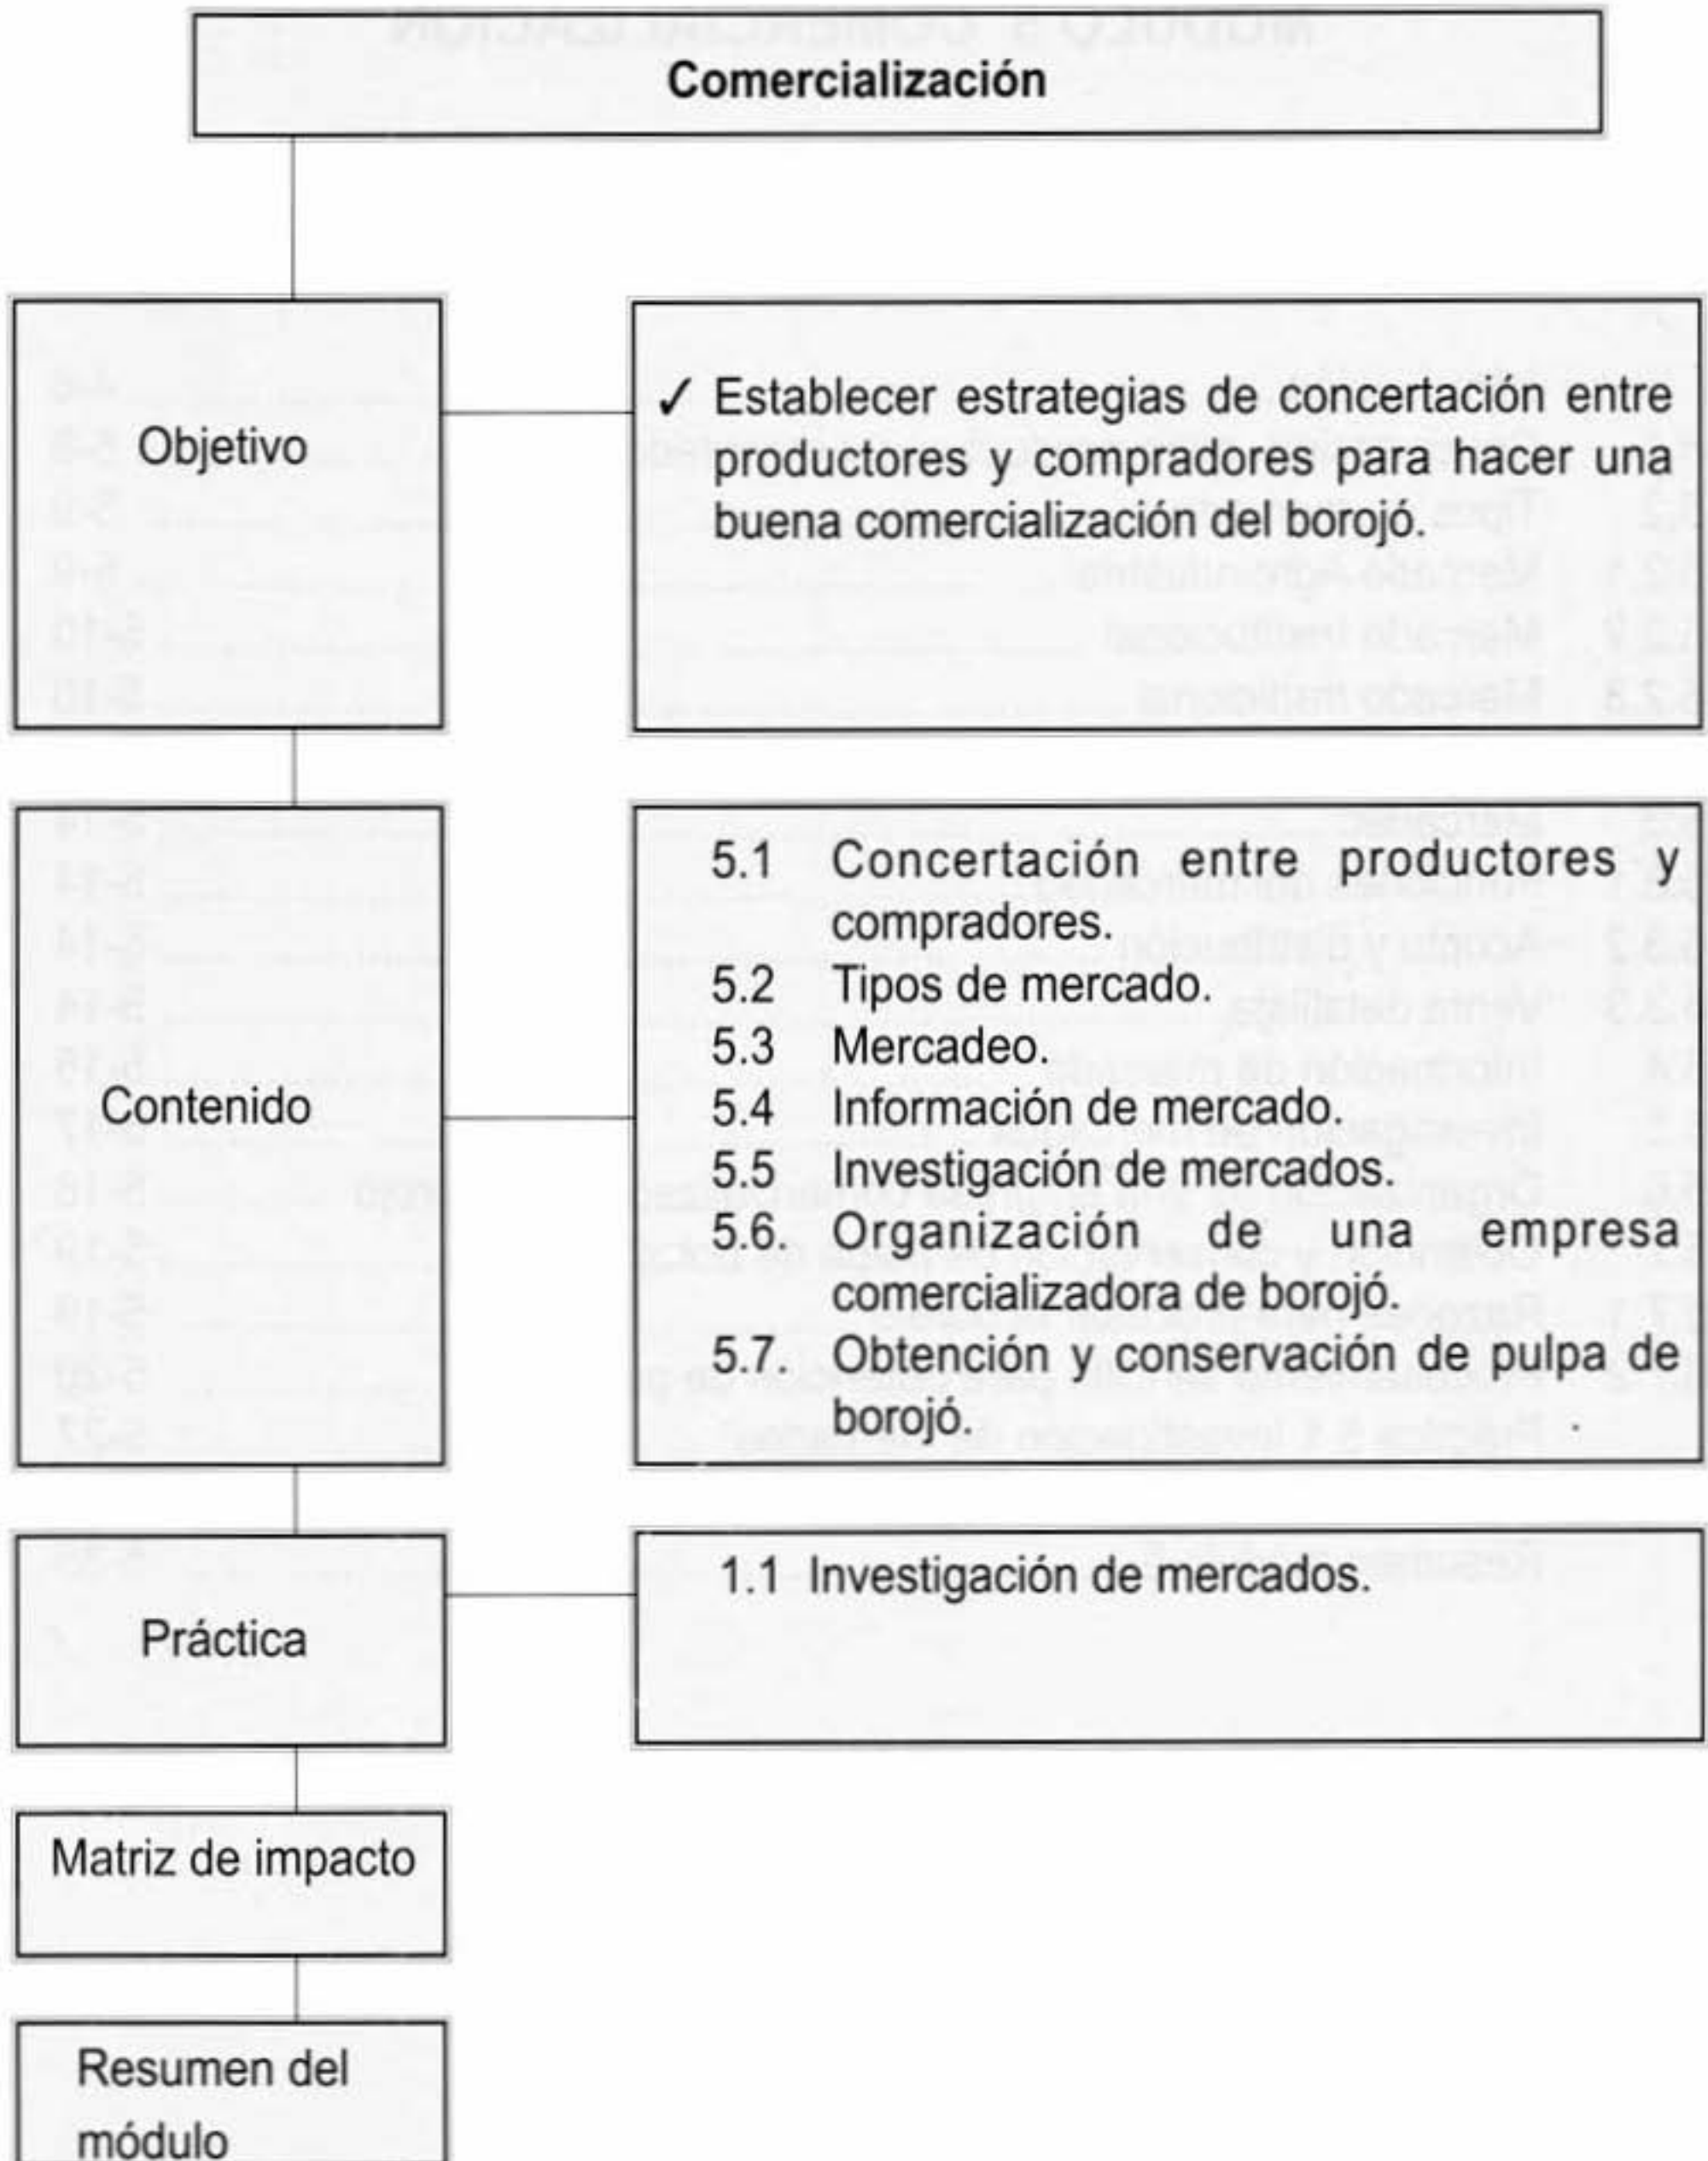 Comercialización
Objetivo
✓ Establecer estrategias de concertación entre
productores y compradores para hacer una
buena comercialización del borojó.
Contenido
5.1 Concertación entre productores y
compradores.
5.2 Tipos de mercado.
5.3 Mercadeo.
5.4 Información de mercado.
5.5 Investigación de mercados.
5.6. Organización de una empresa
comercializadora de borojó.
5.7. Obtención y conservación de pulpa de
borojó.
Práctica
1.1 Investigación de mercados.
Matriz de impacto
Resumen del
módulo